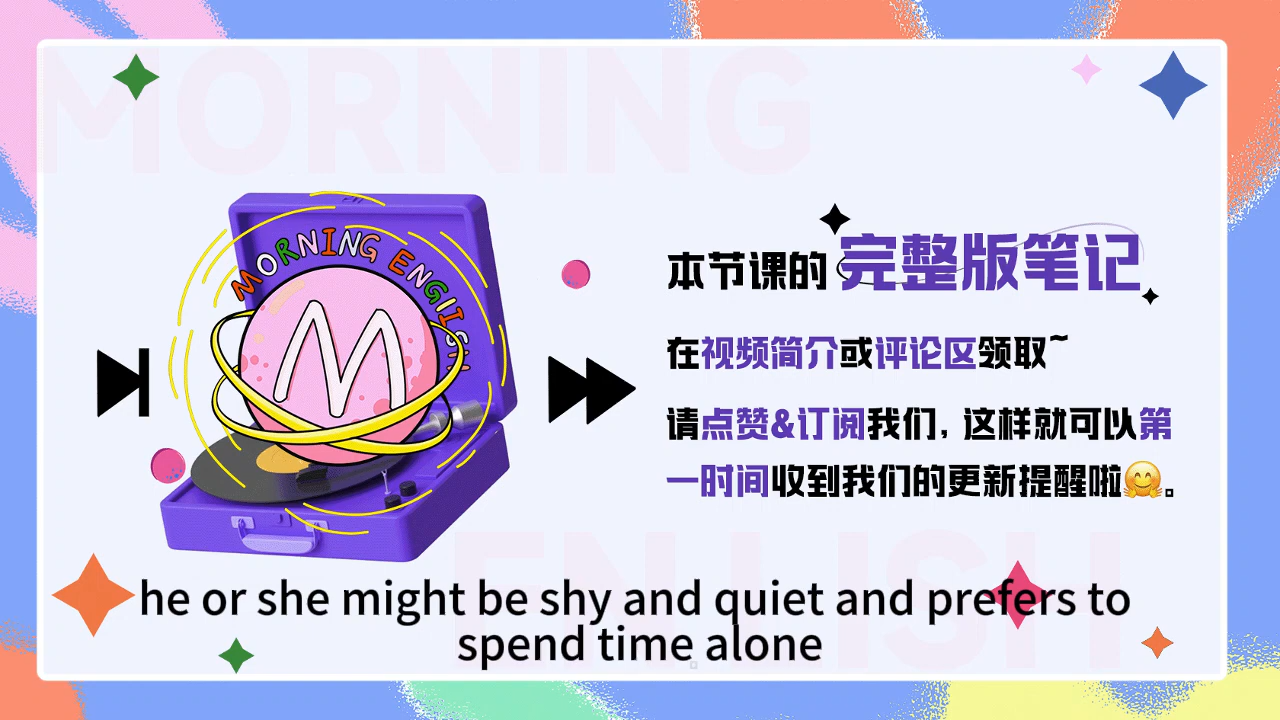 MORNING
MORNING ENGLISH
M
本节课的 完整版笔记
在视频简介或评论区领取~
请点赞&订阅我们，这样就可以第
一时间收到我们的更新提醒啦🤗。
ENGLISH
he or she might be shy and quiet and prefers to
spend time alone